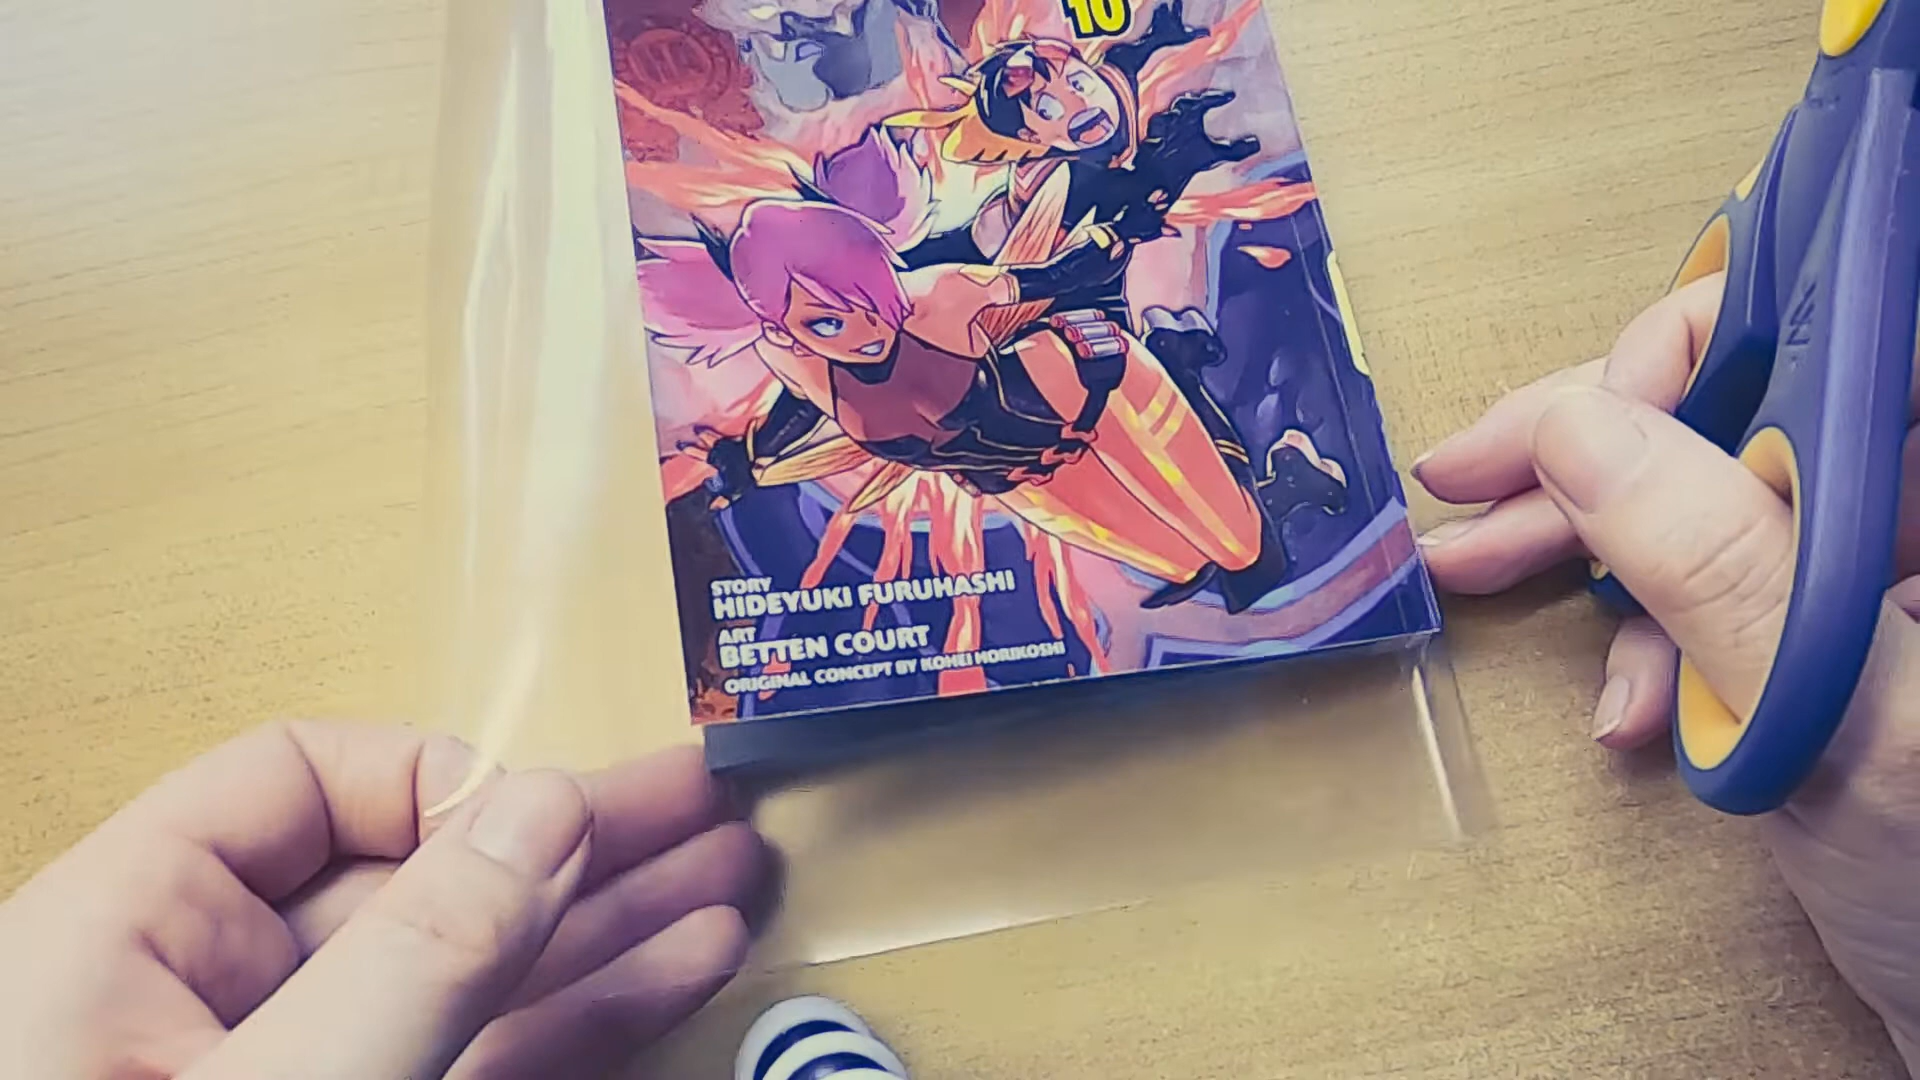 10
STORY
HIDEYUKI FURUHASHI
ART
BETTEN COURT
ORIGINAL CONCEPT BY KOHEI HORIKOSHI